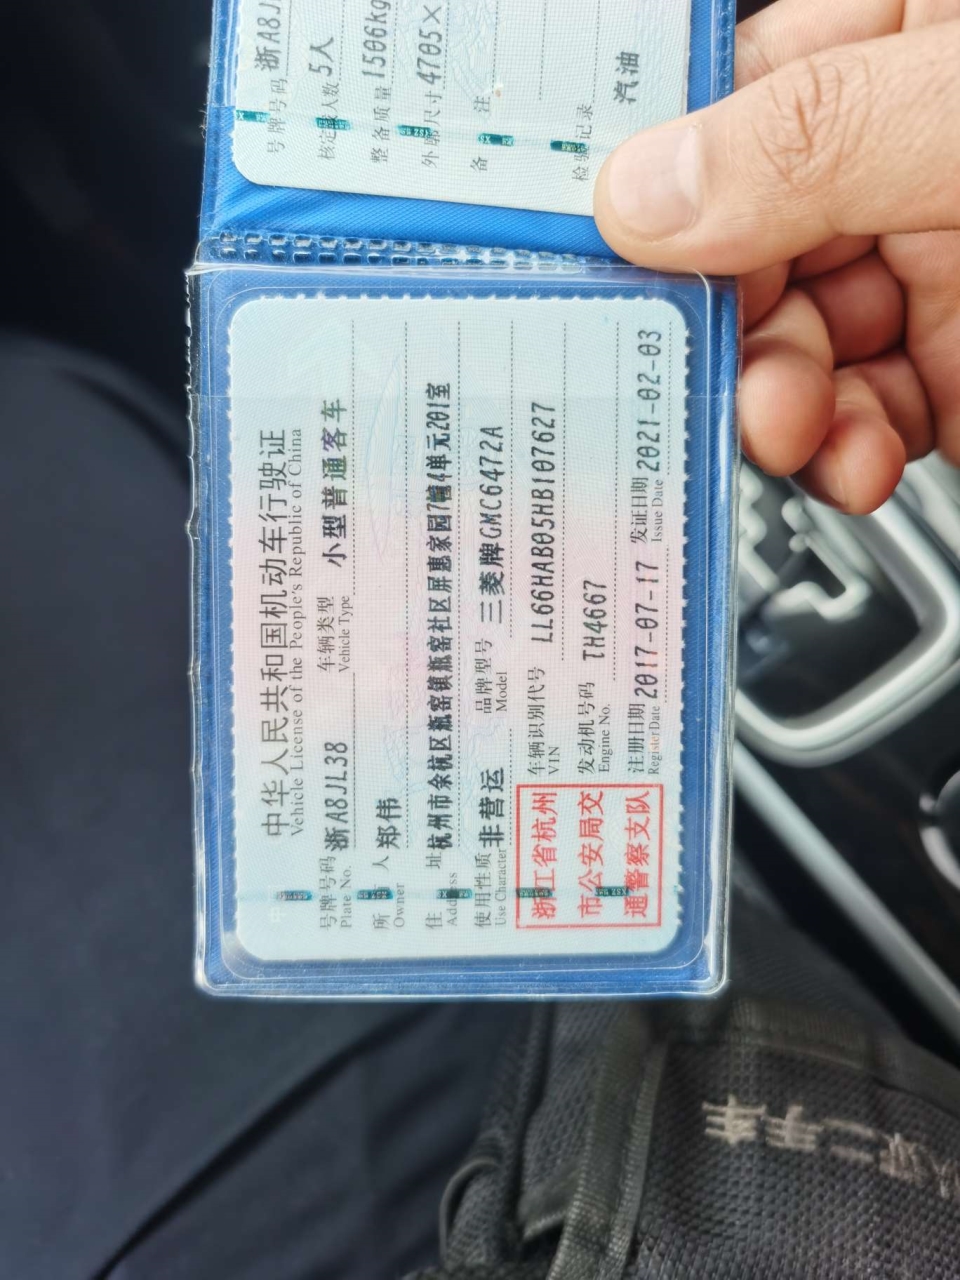 中华人民共和国机动车行驶证
Vehicle License of the People's Republic of China
号牌号码 浙A8JL38 车辆类型 小型普通客车
Plate No. Vehicle Type
所 人 郑伟
Owner
住 址 杭州市余杭区瓶窑镇瓶窑社区屏惠家园7幢4单元201室
使用性质 非营运 品牌型号 三菱牌GMC6472A
Use Character Model
浙江省杭州
市公安局交
通警察支队
车辆识别代号 LL66HAB05HB107627
VIN
发动机号码 TH4667
Engine No.
注册日期 2017-07-17 发证日期 2021-02-03
Register Date Issue Date
号牌号码 浙A8J
核定 人数 5人
整备质量 1506kg
外廓尺寸 4705×
备 注
检验记录 汽油